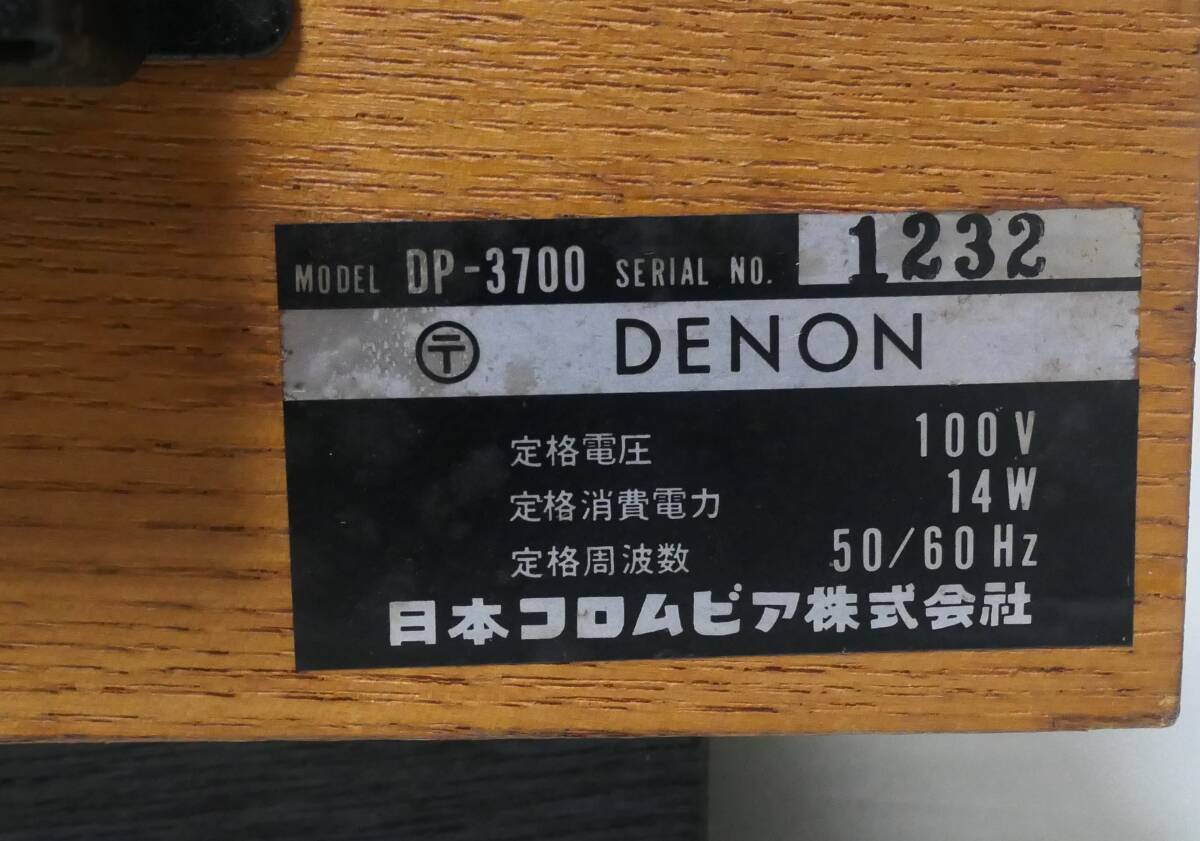 MODEL DP-3700 SERIAL NO. 1232
〶 DENON
定格電圧 100V
定格消費電力 14W
定格周波数 50/60Hz
日本コロムビア株式会社